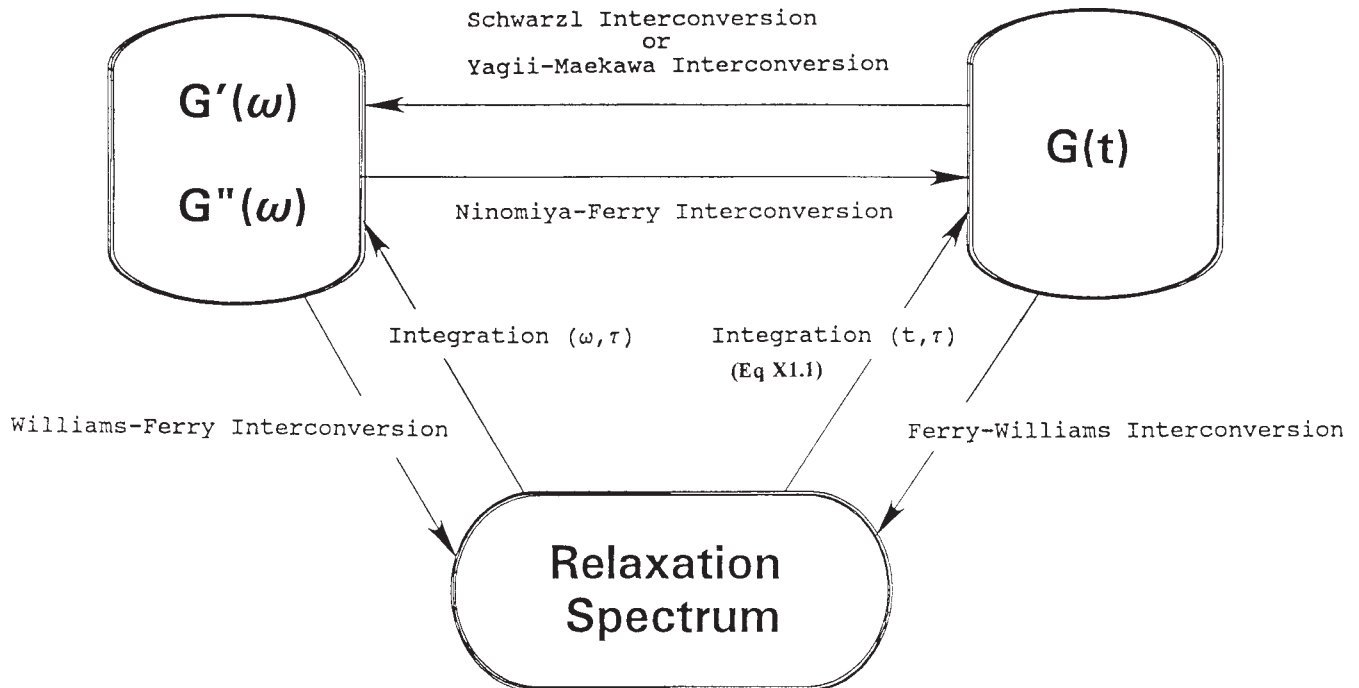 Schwarzl Interconversion
or
Yagii-Maekawa Interconversion
G'(ω)
G"(ω)
G(t)
Ninomiya-Ferry Interconversion
Integration (ω,τ)
Integration (t,τ)
(Eq X1.1)
Williams-Ferry Interconversion
Ferry-Williams Interconversion
Relaxation
Spectrum